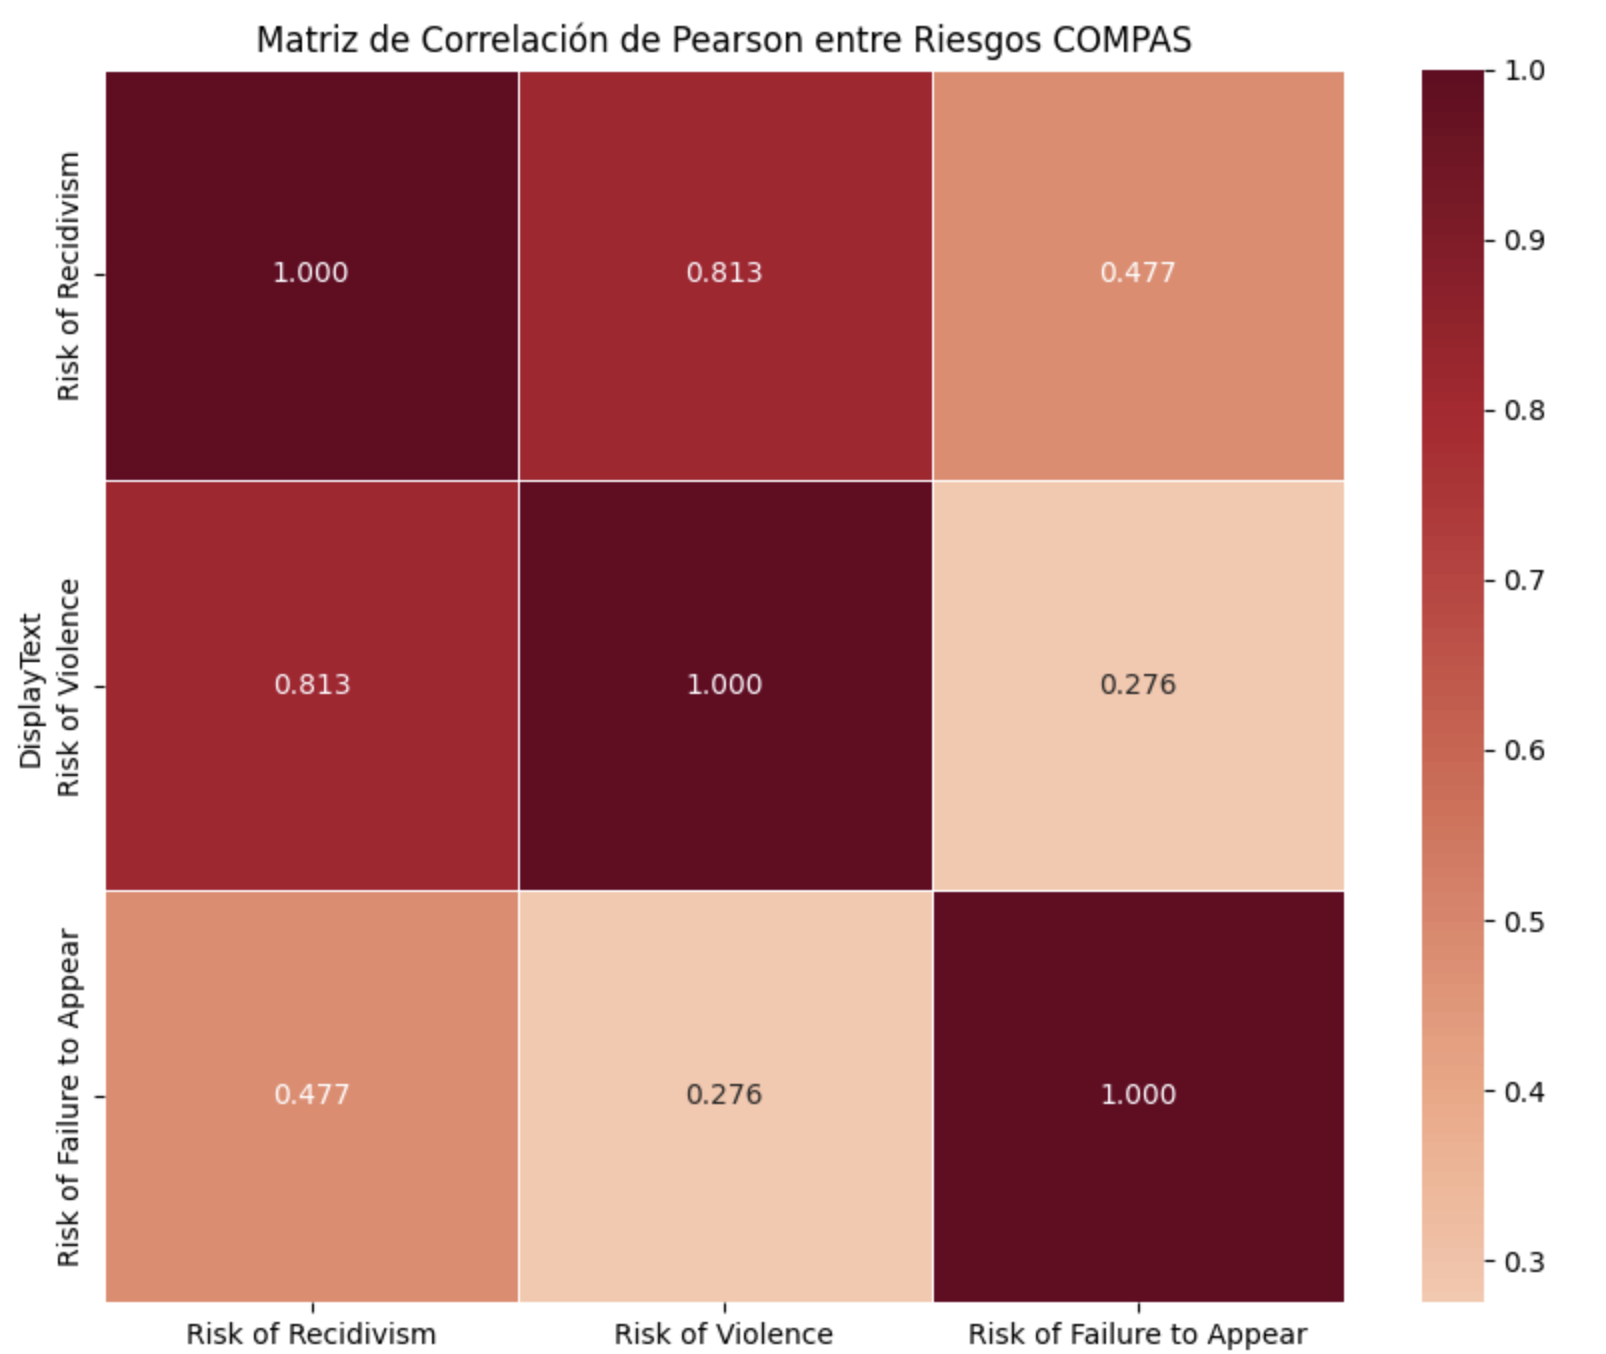 Matriz de Correlación de Pearson entre Riesgos COMPAS
DisplayText
Risk of Recidivism
1.000 0.813 0.477
Risk of Violence
0.813 1.000 0.276
Risk of Failure to Appear
0.477 0.276 1.000
Risk of Recidivism Risk of Violence Risk of Failure to Appear
1.0
0.9
0.8
0.7
0.6
0.5
0.4
0.3